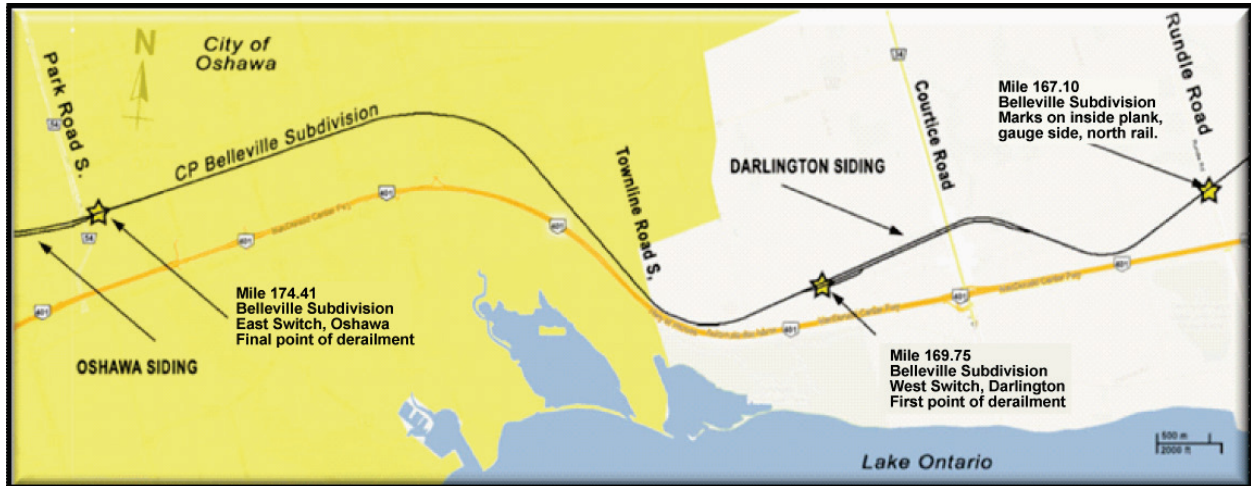 N
City of
Oshawa
Park Road S.
54
CP Belleville Subdivision
54
401
401
401
401
Mile 174.41
Belleville Subdivision
East Switch, Oshawa
Final point of derailment
OSHAWA SIDING
Townline Road S.
DARLINGTON SIDING
34
Courtice Road
Mile 167.10
Belleville Subdivision
Marks on inside plank,
gauge side, north rail.
Rundle Road
401
401
401
Mile 169.75
Belleville Subdivision
West Switch, Darlington
First point of derailment
500 m
2000 ft
Lake Ontario